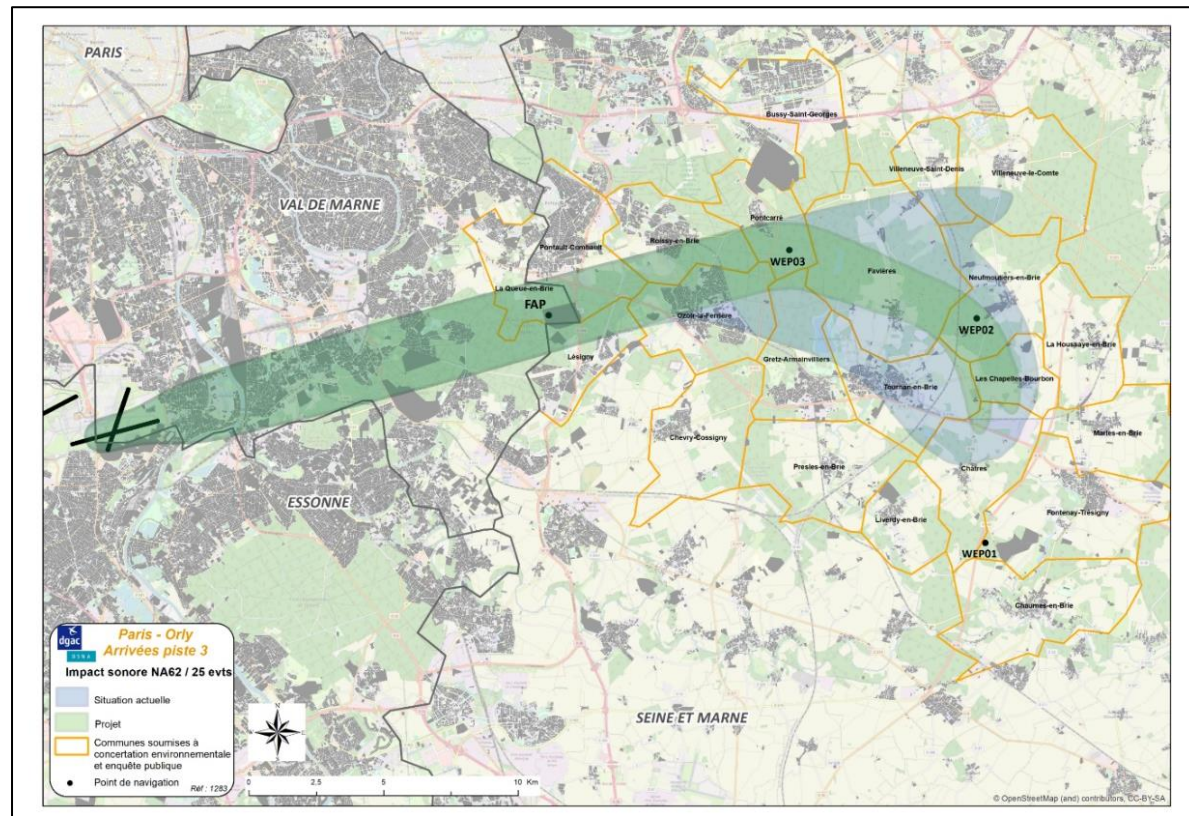 PARIS
VAL DE MARNE
Bussy-Saint-Georges
Villeneuve-Saint-Denis
Villeneuve-le-Comte
Pontcarré
Roissy-en-Brie
Pontault-Combault
WEP03
Favières
Neufmoutiers-en-Brie
La Queue-en-Brie
FAP
Ozoir-la-Ferrière
WEP02
La Houssaye-en-Brie
Lésigny
Gretz-Armainvilliers
Les Chapelles-Bourbon
Tournan-en-Brie
Chevry-Cossigny
Marles-en-Brie
Presles-en-Brie
Châtres
ESSONNE
Liverdy-en-Brie
Fontenay-Trésigny
WEP01
Chaumes-en-Brie
SEINE ET MARNE
dgac
DSNA
Paris - Orly
Arrivées piste 3
Impact sonore NA62 / 25 evts
Situation actuelle
Projet
Communes soumises à
concertation environnementale
et enquête publique
Point de navigation
Réf : 1283
N
0 2.5 5 10 Km
© OpenStreetMap (and) contributors, CC-BY-SA